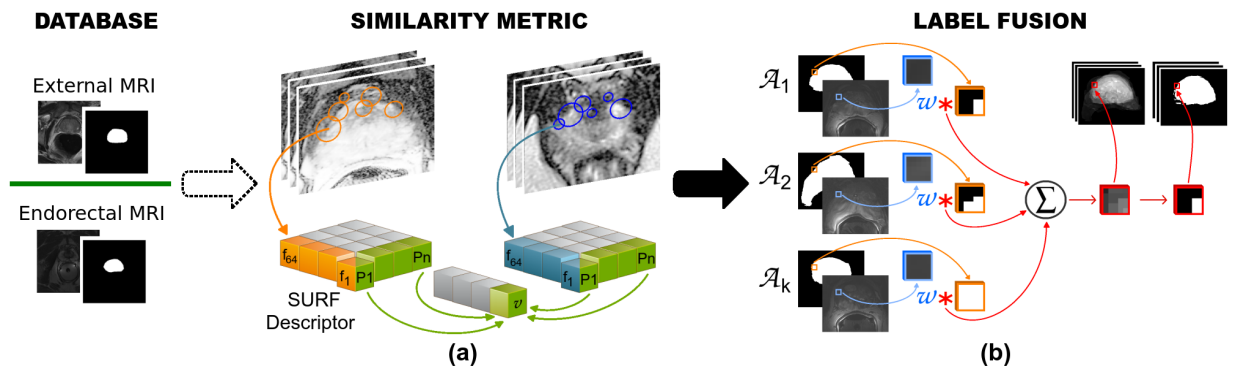 DATABASE
External MRI
Endorectal MRI
SIMILARITY METRIC
f64
f1
P1
Pn
SURF
Descriptor
v
f64
f1
P1
Pn
(a)
LABEL FUSION
A1
w*
A2
w*
Ak
w*
Σ
(b)